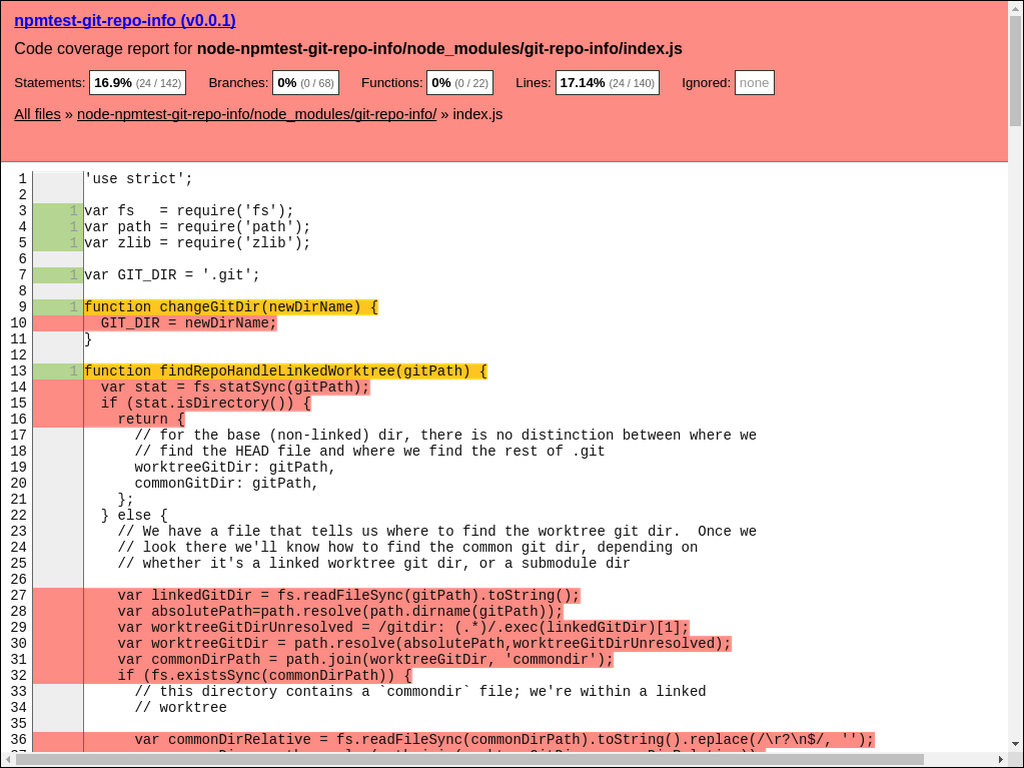 npmtest-git-repo-info (v0.0.1)
Code coverage report for node-npmtest-git-repo-info/node_modules/git-repo-info/index.js
Statements: 16.9% (24 / 142) Branches: 0% (0 / 68) Functions: 0% (0 / 22) Lines: 17.14% (24 / 140) Ignored: none
All files » node-npmtest-git-repo-info/node_modules/git-repo-info/ » index.js
1 'use strict';
2
3 1 var fs   = require('fs');
4 1 var path = require('path');
5 1 var zlib = require('zlib');
6
7 1 var GIT_DIR = '.git';
8
9 1 function changeGitDir(newDirName) {
10   GIT_DIR = newDirName;
11 }
12
13 1 function findRepoHandleLinkedWorktree(gitPath) {
14   var stat = fs.statSync(gitPath);
15   if (stat.isDirectory()) {
16     return {
17       // for the base (non-linked) dir, there is no distinction between where we
18       // find the HEAD file and where we find the rest of .git
19       worktreeGitDir: gitPath,
20       commonGitDir: gitPath,
21     };
22   } else {
23     // We have a file that tells us where to find the worktree git dir.  Once we
24     // look there we'll know how to find the common git dir, depending on
25     // whether it's a linked worktree git dir, or a submodule dir
26
27     var linkedGitDir = fs.readFileSync(gitPath).toString();
28     var absolutePath=path.resolve(path.dirname(gitPath));
29     var worktreeGitDirUnresolved = /gitdir: (.*)/.exec(linkedGitDir)[1];
30     var worktreeGitDir = path.resolve(absolutePath,worktreeGitDirUnresolved);
31     var commonDirPath = path.join(worktreeGitDir, 'commondir');
32     if (fs.existsSync(commonDirPath)) {
33       // this directory contains a `commondir` file; we're within a linked
34       // worktree
35
36       var commonDirRelative = fs.readFileSync(commonDirPath).toString().replace(/\r?\n$/, '');